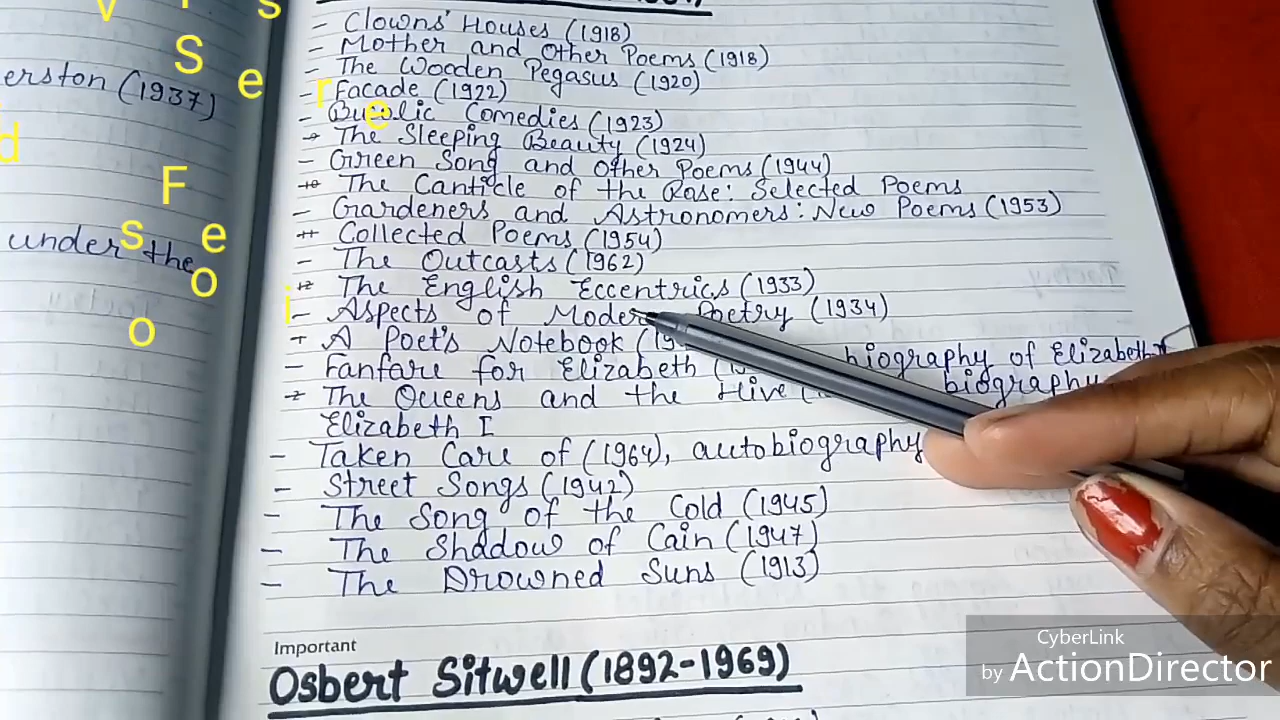 erston (1937)
under the
- Clowns' Houses (1918)
- Mother and Other Poems (1918)
- The Wooden Pegasus (1920)
- Facade (1922)
- Bucolic Comedies (1923)
- The Sleeping Beauty (1924)
- Green Song and Other Poems (1944)
- The Canticle of the Rose: Selected Poems
- Gardeners and Astronomers: New Poems (1953)
- Collected Poems (1954)
- The Outcasts (1962)
- The English Eccentrics (1933)
- Aspects of Modern Poetry (1934)
- A Poet's Notebook (19
- Fanfare for Elizabeth biography of Elizabeth I
- The Queens and the Hive biography
Elizabeth I
- Taken Care of (1964), autobiography
- Street Songs (1942)
- The Song of the Cold (1945)
- The Shadow of Cain (1947)
- The Drowned Suns (1913)
Important
Osbert Sitwell (1892-1969)
v s
S
e
r
e
d
F
s e
o
i
o
CyberLink
by ActionDirector